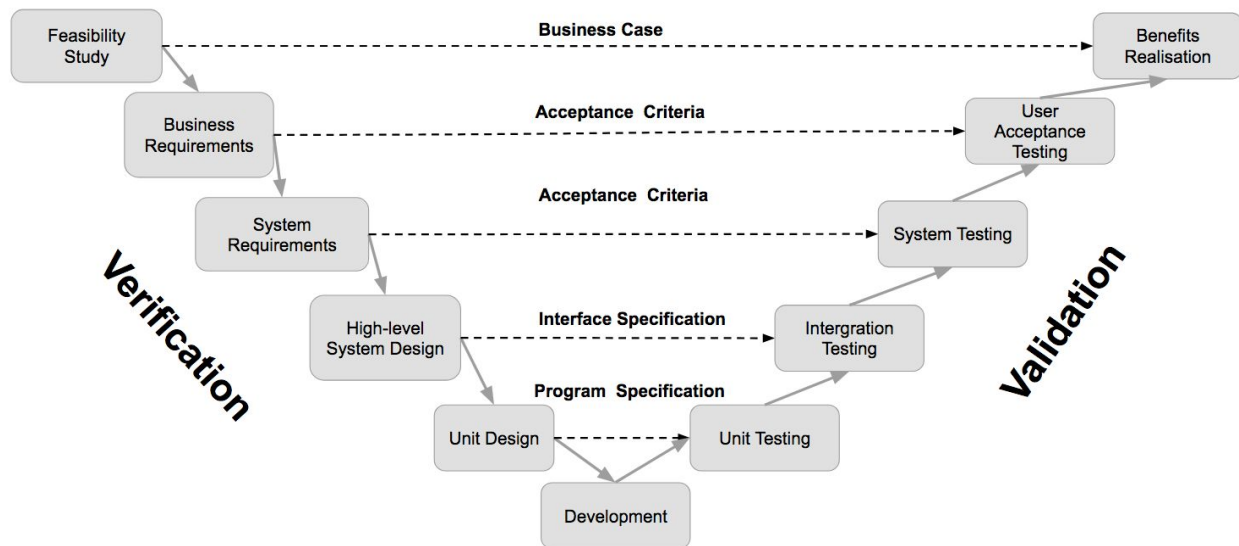 Feasibility
Study
Business Case
Benefits
Realisation
Business
Requirements
Acceptance Criteria
User
Acceptance
Testing
System
Requirements
Acceptance Criteria
System Testing
Verification
Validation
High-level
System Design
Interface Specification
Intergration
Testing
Program Specification
Unit Design
Unit Testing
Development